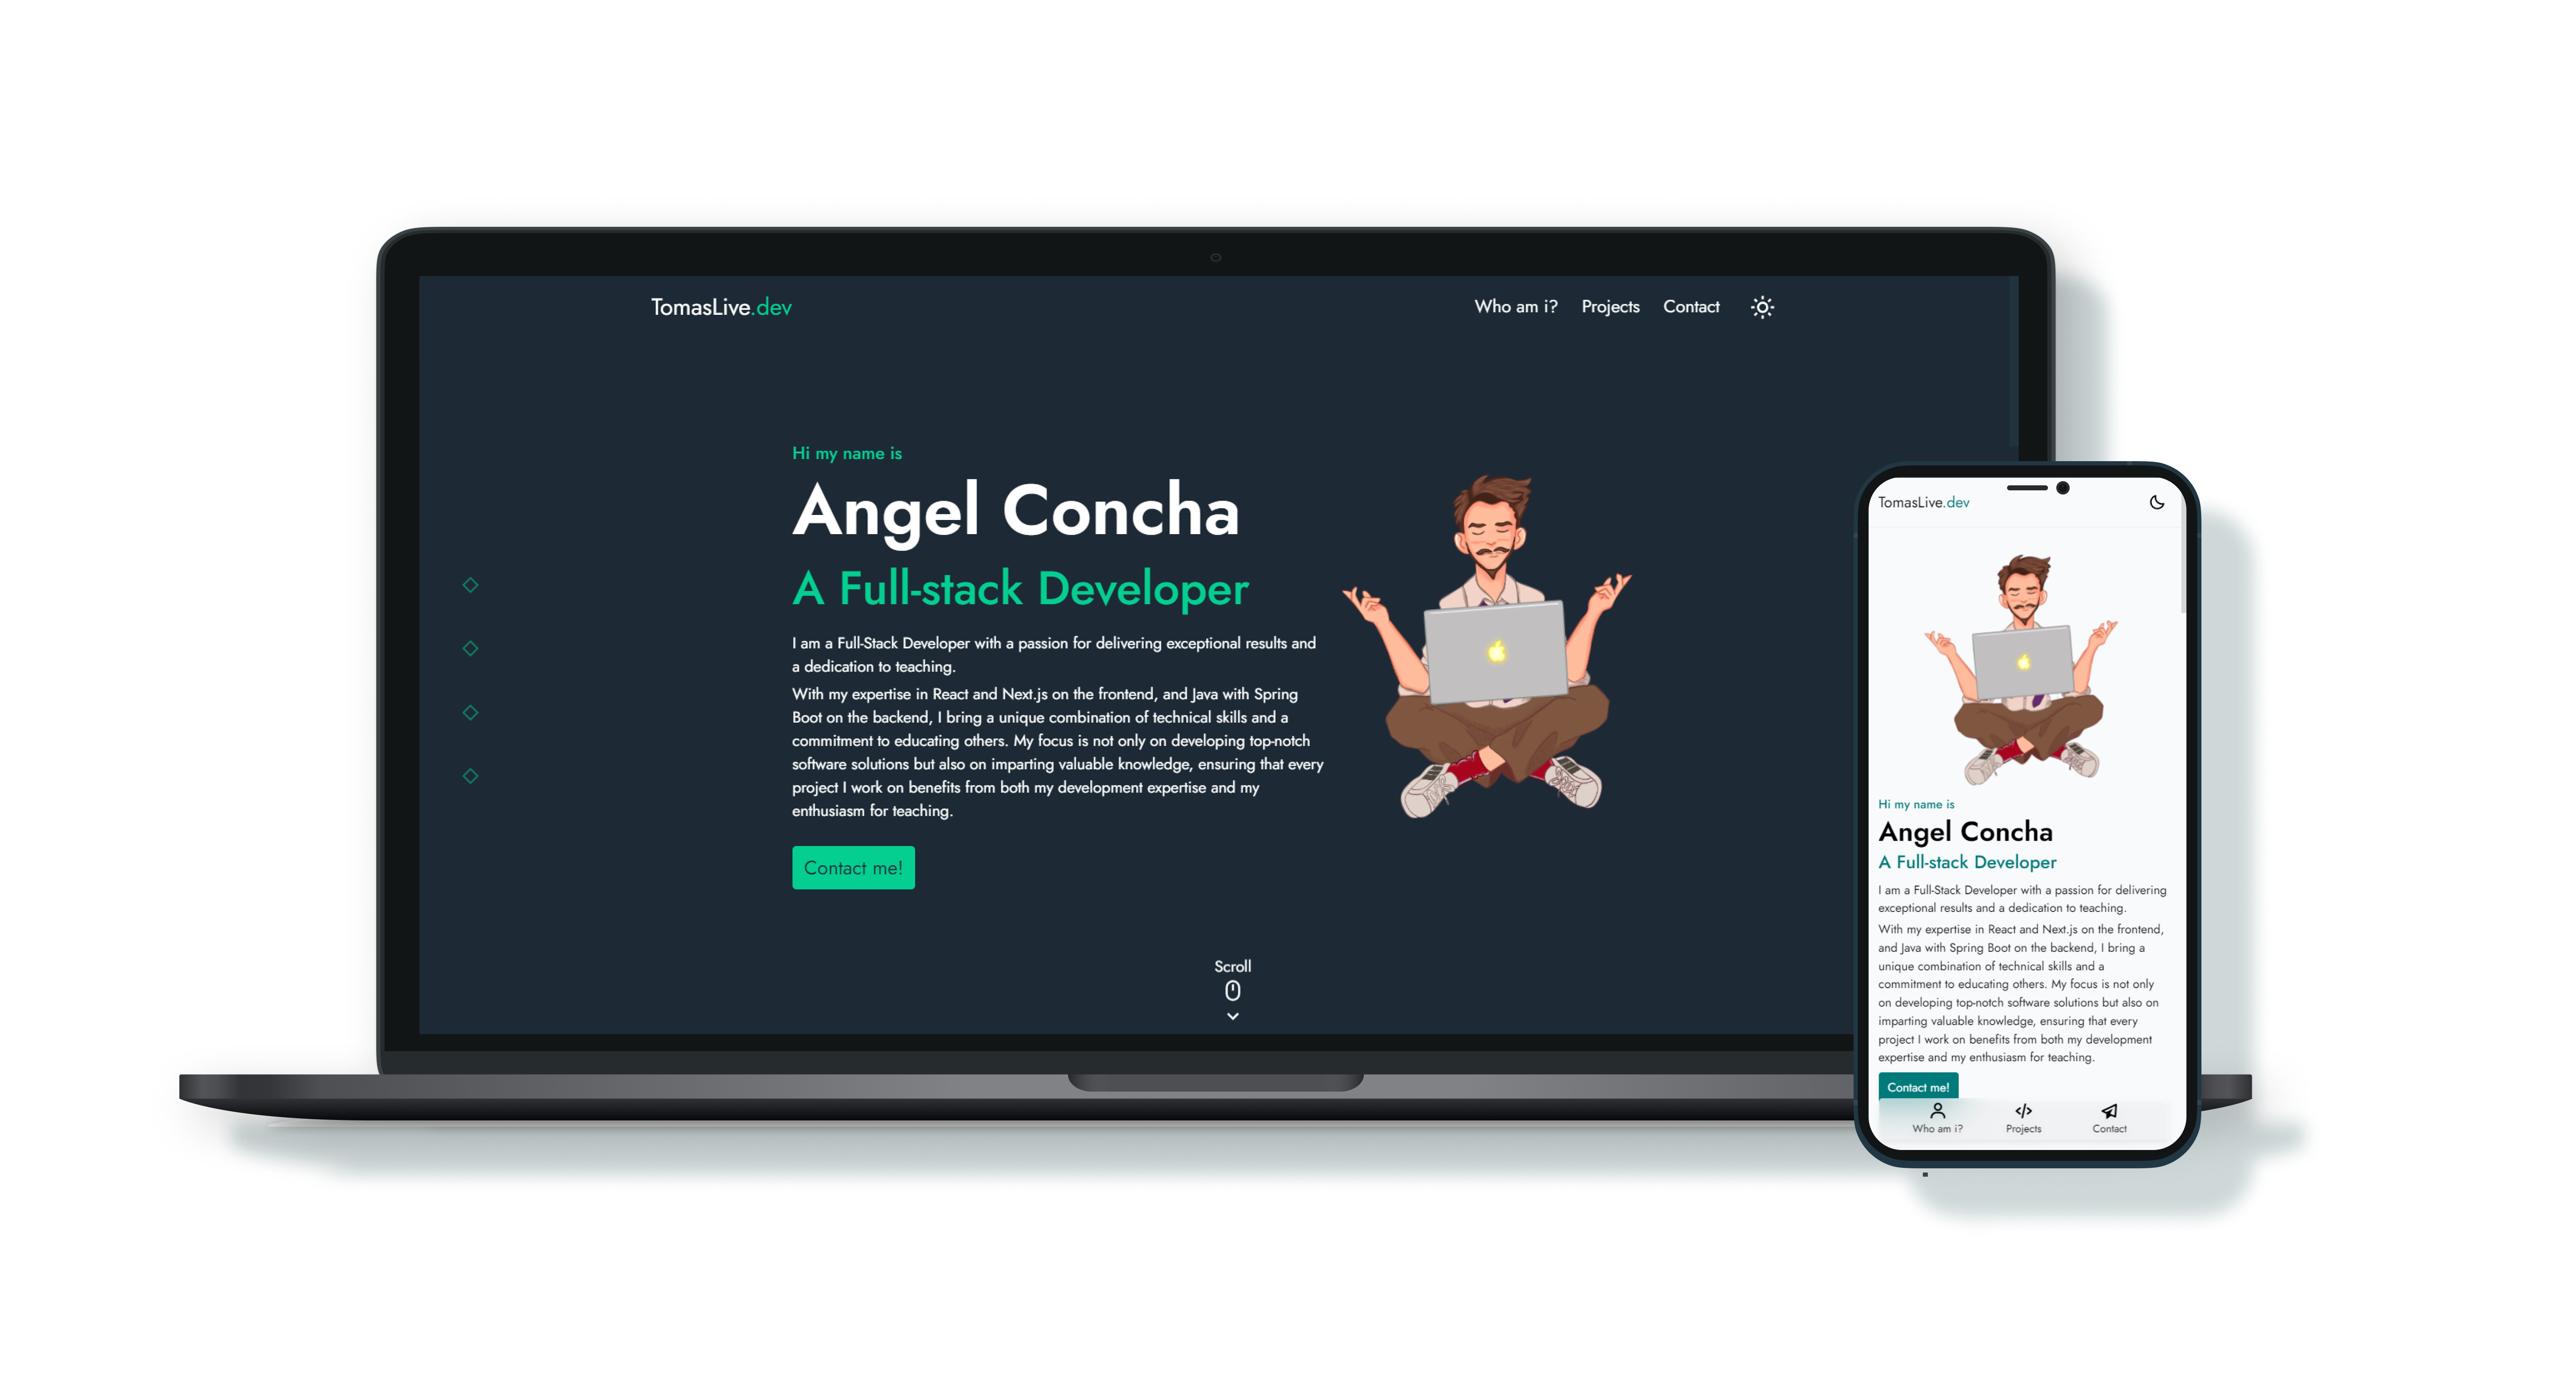 TomasLive.dev
Who am i? Projects Contact
Hi my name is
Angel Concha
A Full-stack Developer
I am a Full-Stack Developer with a passion for delivering exceptional results and
a dedication to teaching.
With my expertise in React and Next.js on the frontend, and Java with Spring
Boot on the backend, I bring a unique combination of technical skills and a
commitment to educating others. My focus is not only on developing top-notch
software solutions but also on imparting valuable knowledge, ensuring that every
project I work on benefits from both my development expertise and my
enthusiasm for teaching.
Contact me!
Scroll
TomasLive.dev
Hi my name is
Angel Concha
A Full-stack Developer
I am a Full-Stack Developer with a passion for delivering
exceptional results and a dedication to teaching.
With my expertise in React and Next.js on the frontend,
and Java with Spring Boot on the backend, I bring a
unique combination of technical skills and a
commitment to educating others. My focus is not only
on developing top-notch software solutions but also on
imparting valuable knowledge, ensuring that every
project I work on benefits from both my development
expertise and my enthusiasm for teaching.
Contact me!
Who am i? Projects Contact